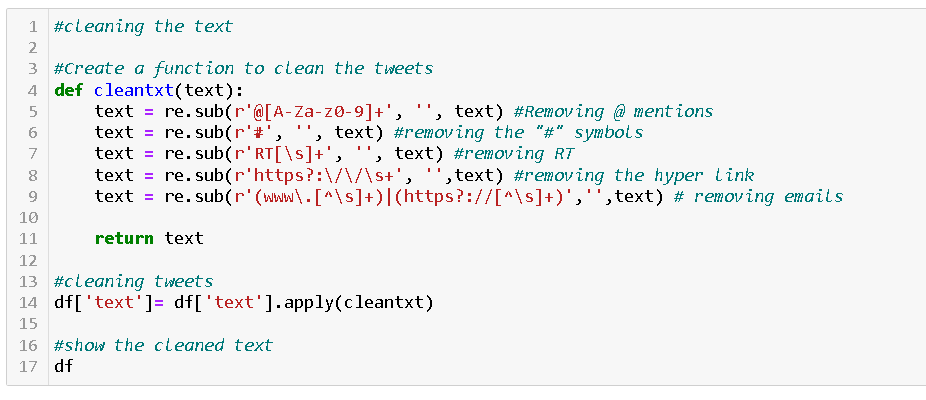 1 #cleaning the text
2
3 #Create a function to clean the tweets
4 def cleantxt(text):
5     text = re.sub(r'@[A-Za-z0-9]+', '', text) #Removing @ mentions
6     text = re.sub(r'#', '', text) #removing the "#" symbols
7     text = re.sub(r'RT[\s]+', '', text) #removing RT
8     text = re.sub(r'https?:\/\/\s+', '',text) #removing the hyper link
9     text = re.sub(r'(www\.[^\s]+)|(https?://[^\s]+)','',text) # removing emails
10
11     return text
12
13 #cleaning tweets
14 df['text']= df['text'].apply(cleantxt)
15
16 #show the cleaned text
17 df